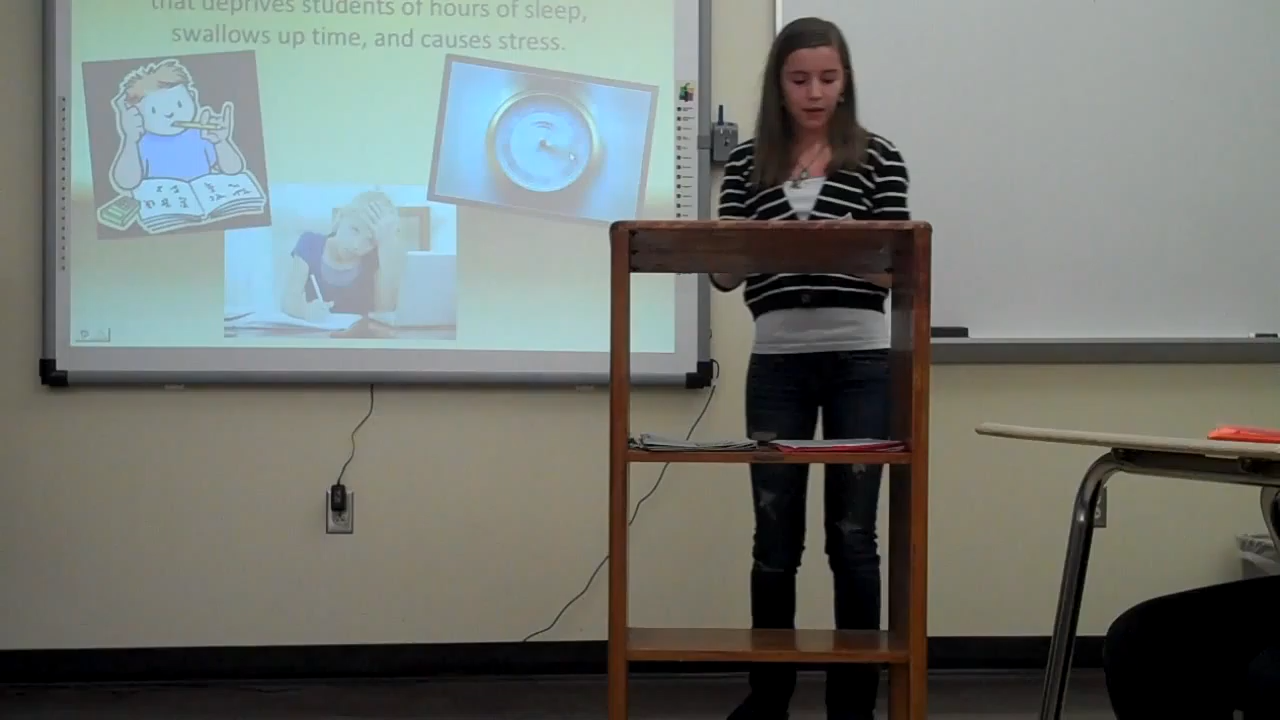 that deprives students of hours of sleep,
swallows up time, and causes stress.